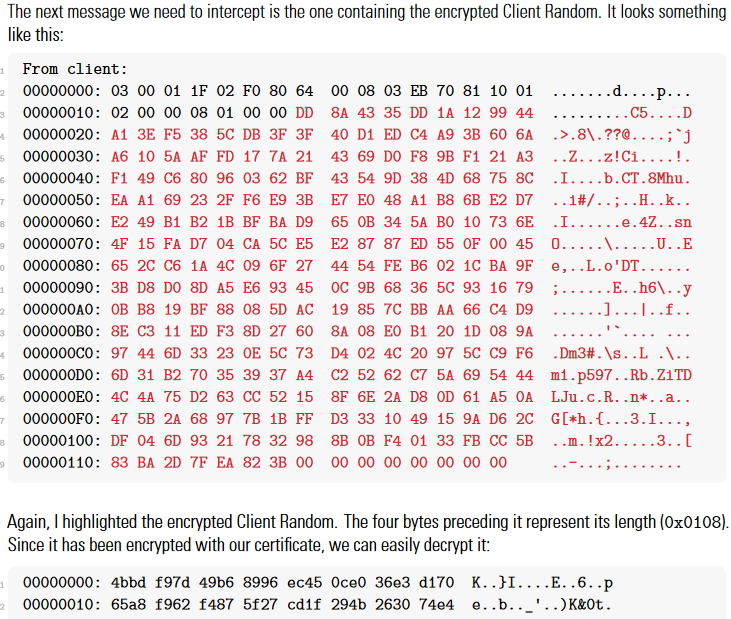 The next message we need to intercept is the one containing the encrypted Client Random. It looks something
like this:
1 From client:
2 00000000: 03 00 01 1F 02 F0 80 64 00 08 03 EB 70 81 10 01 .......d....p...
3 00000010: 02 00 00 08 01 00 00 DD 8A 43 35 DD 1A 12 99 44 .........C5....D
4 00000020: A1 3E F5 38 5C DB 3F 3F 40 D1 ED C4 A9 3B 60 6A .>.8\.??@....;`j
5 00000030: A6 10 5A AF FD 17 7A 21 43 69 D0 F8 9B F1 21 A3 ..Z...z!Ci....!.
6 00000040: F1 49 C6 80 96 03 62 BF 43 54 9D 38 4D 68 75 8C .I....b.CT.8Mhu.
7 00000050: EA A1 69 23 2F F6 E9 3B E7 E0 48 A1 B8 6B E2 D7 ..i#/..;..H..k..
8 00000060: E2 49 B1 B2 1B BF BA D9 65 0B 34 5A B0 10 73 6E .I......e.4Z..sn
9 00000070: 4F 15 FA D7 04 CA 5C E5 E2 87 87 ED 55 0F 00 45 O.....\.....U..E
0 00000080: 65 2C C6 1A 4C 09 6F 27 44 54 FE B6 02 1C BA 9F e,..L.o'DT......
1 00000090: 3B D8 D0 8D A5 E6 93 45 0C 9B 68 36 5C 93 16 79 ;......E..h6\..y
2 000000A0: 0B B8 19 BF 88 08 5D AC 19 85 7C BB AA 66 C4 D9 ......]...|..f..
3 000000B0: 8E C3 11 ED F3 8D 27 60 8A 08 E0 B1 20 1D 08 9A ......'`.... ...
4 000000C0: 97 44 6D 33 23 0E 5C 73 D4 02 4C 20 97 5C C9 F6 .Dm3#.\s..L .\..
5 000000D0: 6D 31 B2 70 35 39 37 A4 C2 52 62 C7 5A 69 54 44 m1.p597..Rb.ZiTD
6 000000E0: 4C 4A 75 D2 63 CC 52 15 8F 6E 2A D8 0D 61 A5 0A LJu.c.R..n*..a..
7 000000F0: 47 5B 2A 68 97 7B 1B FF D3 33 10 49 15 9A D6 2C G[*h.{...3.I...,
8 00000100: DF 04 6D 93 21 78 32 98 8B 0B F4 01 33 FB CC 5B ..m.!x2.....3..[
9 00000110: 83 BA 2D 7F EA 82 3B 00 00 00 00 00 00 00 00 ..-...;........
Again, I highlighted the encrypted Client Random. The four bytes preceding it represent its length (0x0108).
Since it has been encrypted with our certificate, we can easily decrypt it:
1 00000000: 4bbd f97d 49b6 8996 ec45 0ce0 36e3 d170 K..}I....E..6..p
2 00000010: 65a8 f962 f487 5f27 cd1f 294b 2630 74e4 e..b.._'..)K&0t.